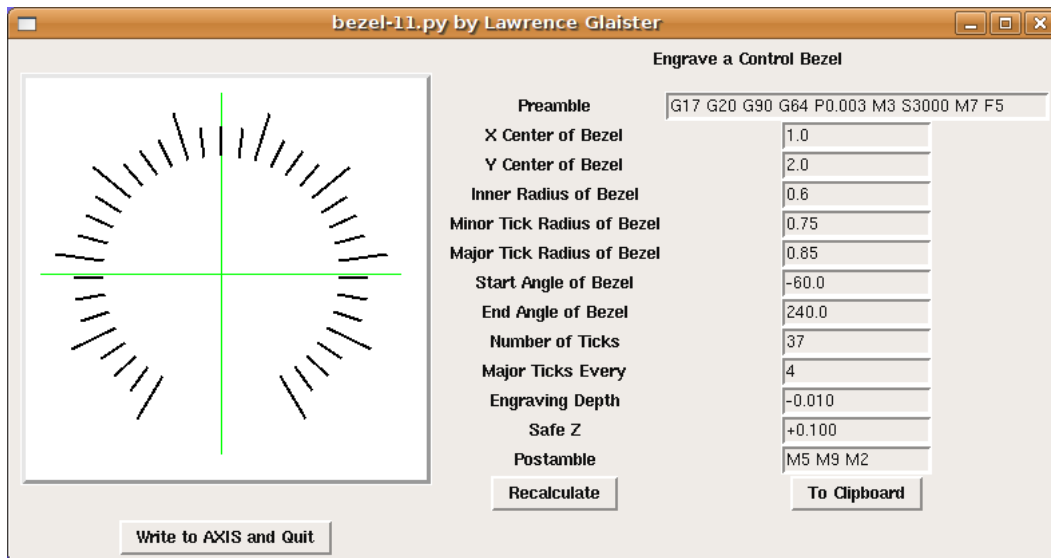 bezel-11.py by Lawrence Glaister
Engrave a Control Bezel
Preamble G17 G20 G90 G64 P0.003 M3 S3000 M7 F5
X Center of Bezel 1.0
Y Center of Bezel 2.0
Inner Radius of Bezel 0.6
Minor Tick Radius of Bezel 0.75
Major Tick Radius of Bezel 0.85
Start Angle of Bezel -60.0
End Angle of Bezel 240.0
Number of Ticks 37
Major Ticks Every 4
Engraving Depth -0.010
Safe Z +0.100
Postamble M5 M9 M2
Recalculate To Clipboard
Write to AXIS and Quit